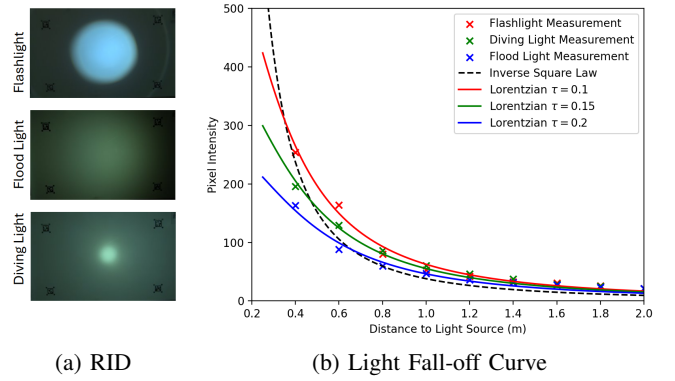 Flashlight
Flood Light
Diving Light
(a) RID
500
400
300
200
100
0
Pixel Intensity
0.2 0.4 0.6 0.8 1.0 1.2 1.4 1.6 1.8 2.0
Distance to Light Source (m)
Flashlight Measurement
Diving Light Measurement
Flood Light Measurement
Inverse Square Law
Lorentzian τ = 0.1
Lorentzian τ = 0.15
Lorentzian τ = 0.2
(b) Light Fall-off Curve